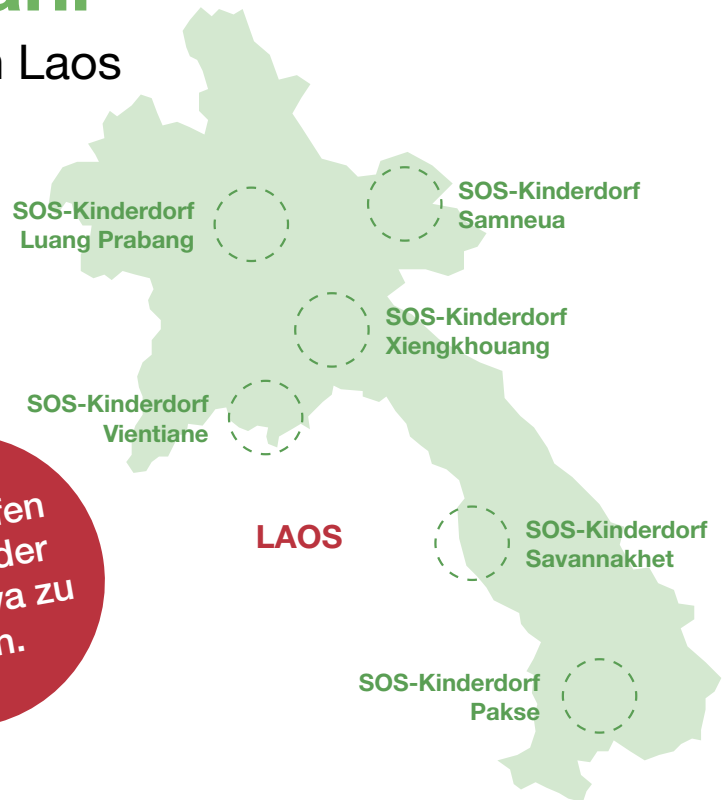 Laos
SOS-Kinderdorf
Luang Prabang
SOS-Kinderdorf
Samneua
SOS-Kinderdorf
Xiengkhouang
SOS-Kinderdorf
Vientiane
LAOS
SOS-Kinderdorf
Savannakhet
SOS-Kinderdorf
Pakse
zu